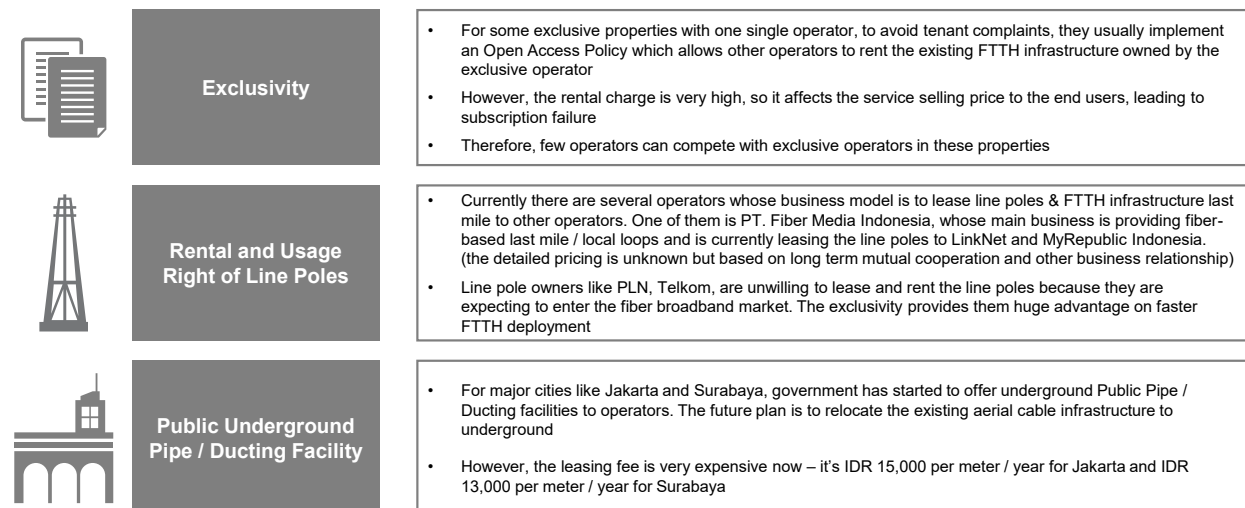 Exclusivity
• For some exclusive properties with one single operator, to avoid tenant complaints, they usually implement
an Open Access Policy which allows other operators to rent the existing FTTH infrastructure owned by the
exclusive operator
• However, the rental charge is very high, so it affects the service selling price to the end users, leading to
subscription failure
• Therefore, few operators can compete with exclusive operators in these properties
Rental and Usage
Right of Line Poles
• Currently there are several operators whose business model is to lease line poles & FTTH infrastructure last
mile to other operators. One of them is PT. Fiber Media Indonesia, whose main business is providing fiber-
based last mile / local loops and is currently leasing the line poles to LinkNet and MyRepublic Indonesia.
(the detailed pricing is unknown but based on long term mutual cooperation and other business relationship)
• Line pole owners like PLN, Telkom, are unwilling to lease and rent the line poles because they are
expecting to enter the fiber broadband market. The exclusivity provides them huge advantage on faster
FTTH deployment
Public Underground
Pipe / Ducting Facility
• For major cities like Jakarta and Surabaya, government has started to offer underground Public Pipe /
Ducting facilities to operators. The future plan is to relocate the existing aerial cable infrastructure to
underground
• However, the leasing fee is very expensive now – it’s IDR 15,000 per meter / year for Jakarta and IDR
13,000 per meter / year for Surabaya